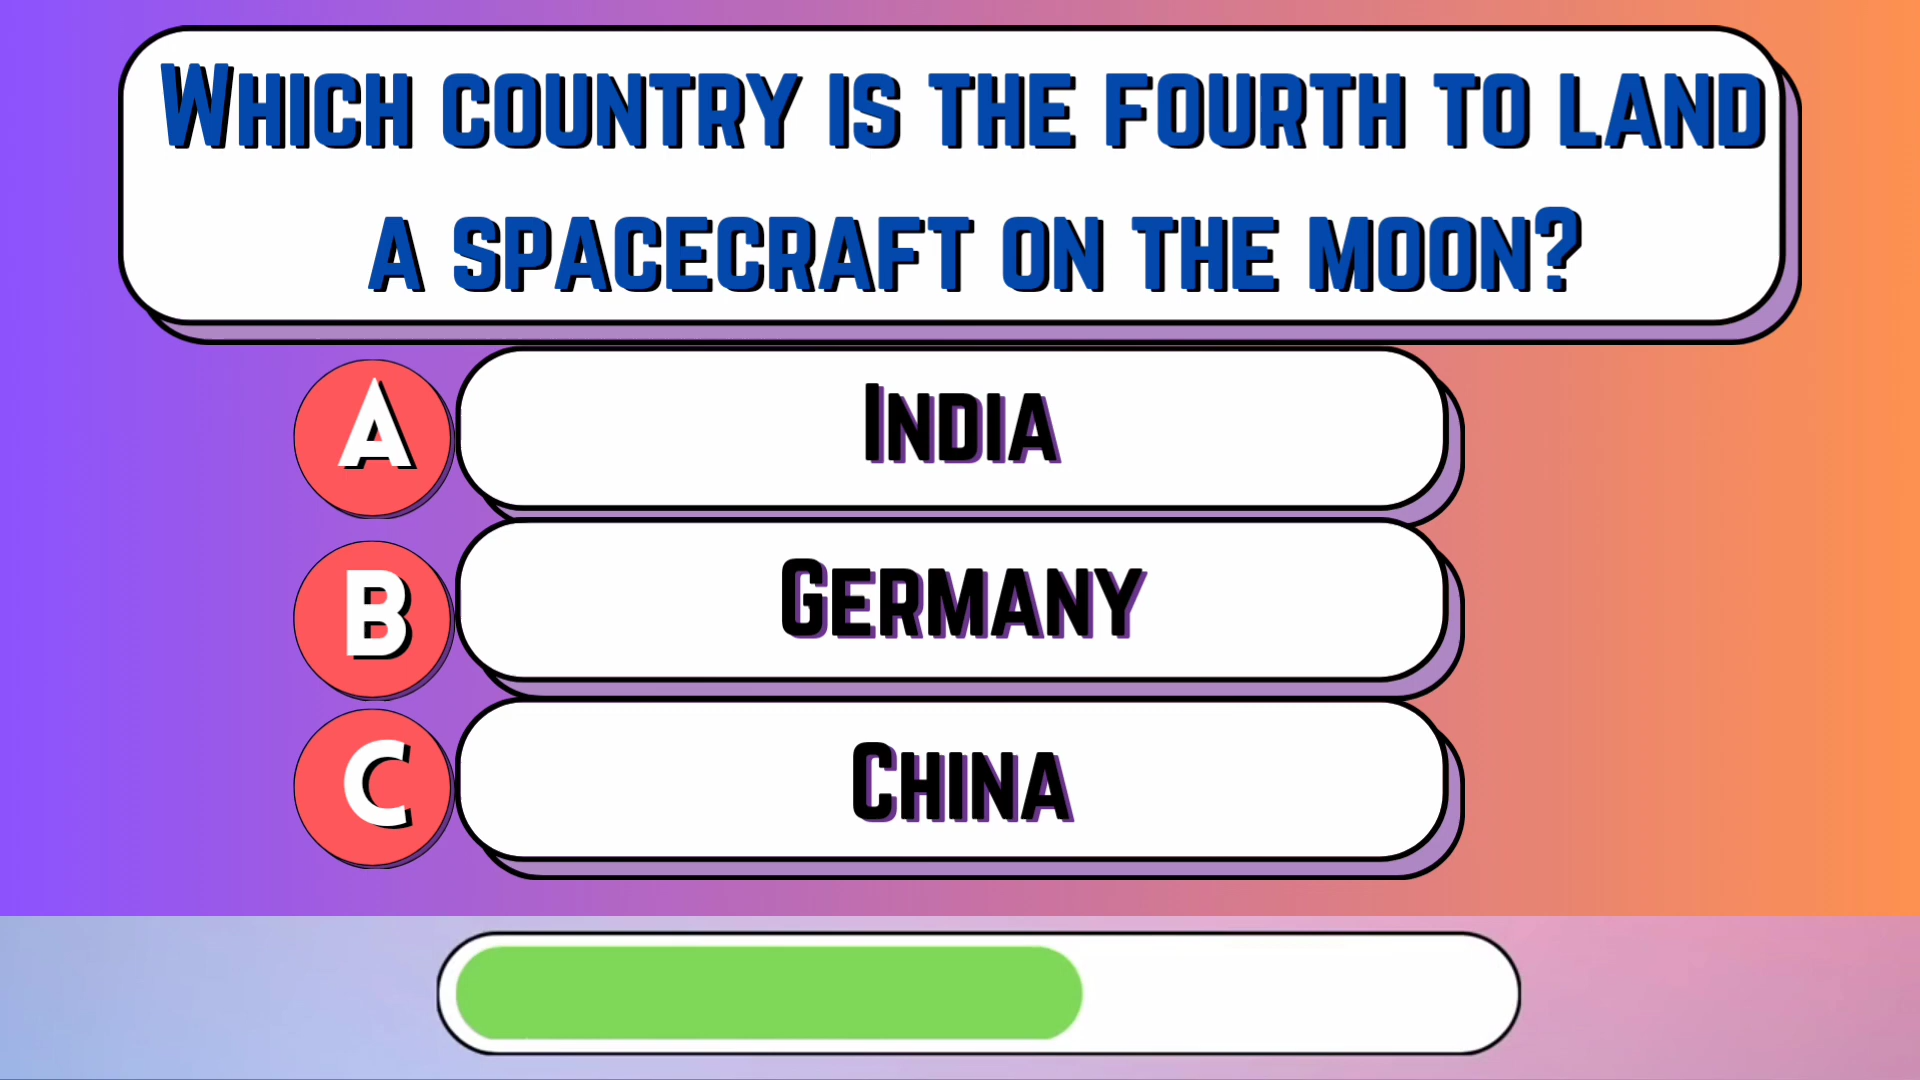 Which country is the fourth to land
a spacecraft on the moon?
A
India
B
Germany
C
China